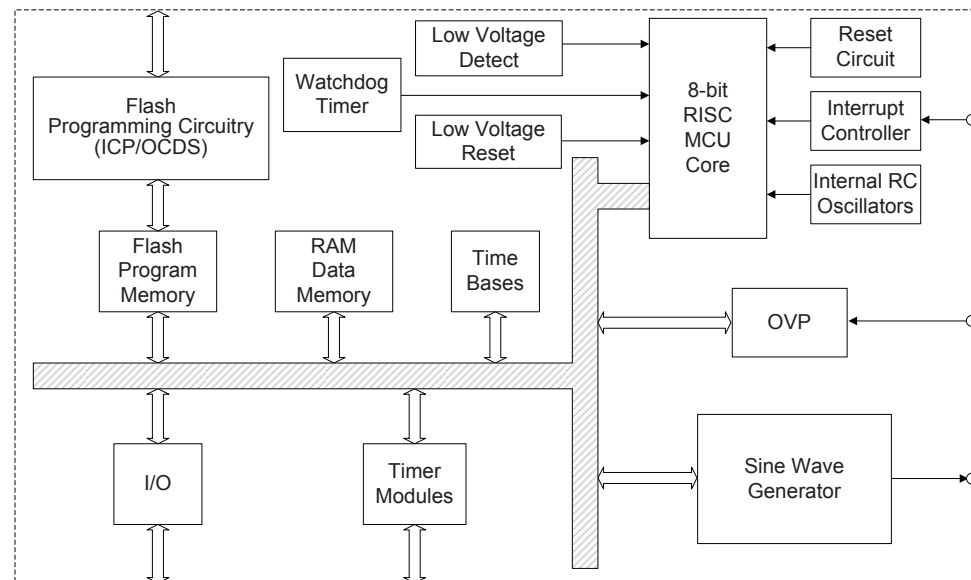 Low Voltage
Detect
Reset
Circuit
Watchdog
Timer
8-bit
RISC
MCU
Core
Flash
Programming Circuitry
(ICP/OCDS)
Interrupt
Controller
Low Voltage
Reset
Internal RC
Oscillators
Flash
Program
Memory
RAM
Data
Memory
Time
Bases
OVP
I/O
Timer
Modules
Sine Wave
Generator